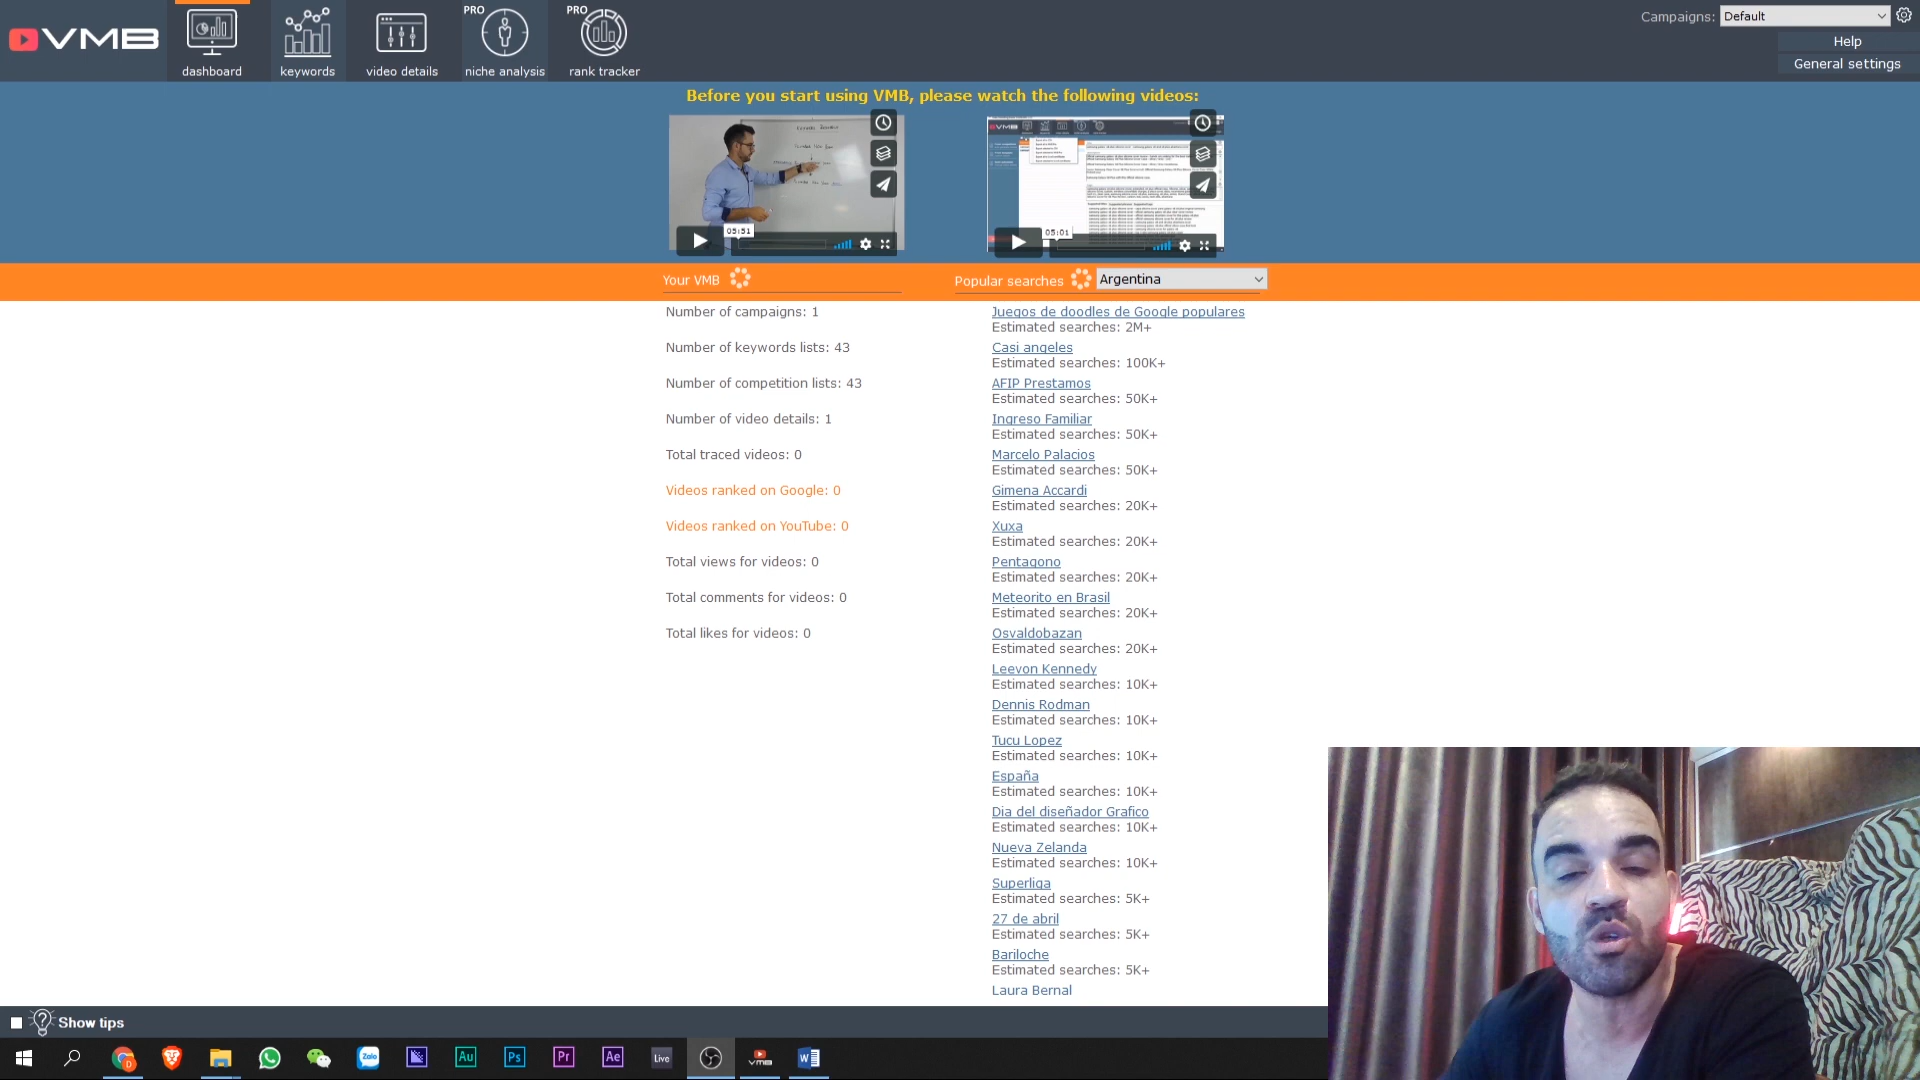 VMB
dashboard
keywords
video details
PRO
niche analysis
PRO
rank tracker
Campaigns:
Default
Help
General settings
Before you start using VMB, please watch the following videos:
05:51
05:01
Your VMB
Popular searches
Argentina
Number of campaigns: 1
Number of keywords lists: 43
Number of competition lists: 43
Number of video details: 1
Total traced videos: 0
Videos ranked on Google: 0
Videos ranked on YouTube: 0
Total views for videos: 0
Total comments for videos: 0
Total likes for videos: 0
Juegos de doodles de Google populares
Estimated searches: 2M+
Casi angeles
Estimated searches: 100K+
AFIP Prestamos
Estimated searches: 50K+
Ingreso Familiar
Estimated searches: 50K+
Marcelo Palacios
Estimated searches: 50K+
Gimena Accardi
Estimated searches: 20K+
Xuxa
Estimated searches: 20K+
Pentagono
Estimated searches: 20K+
Meteorito en Brasil
Estimated searches: 20K+
Osvaldobazan
Estimated searches: 20K+
Leevon Kennedy
Estimated searches: 10K+
Dennis Rodman
Estimated searches: 10K+
Tucu Lopez
Estimated searches: 10K+
España
Estimated searches: 10K+
Dia del diseñador Grafico
Estimated searches: 10K+
Nueva Zelanda
Estimated searches: 10K+
Superliga
Estimated searches: 5K+
27 de abril
Estimated searches: 5K+
Bariloche
Estimated searches: 5K+
Laura Bernal
Show tips
Zalo
Au
Ps
Pr
Ae
Live
VMB
W